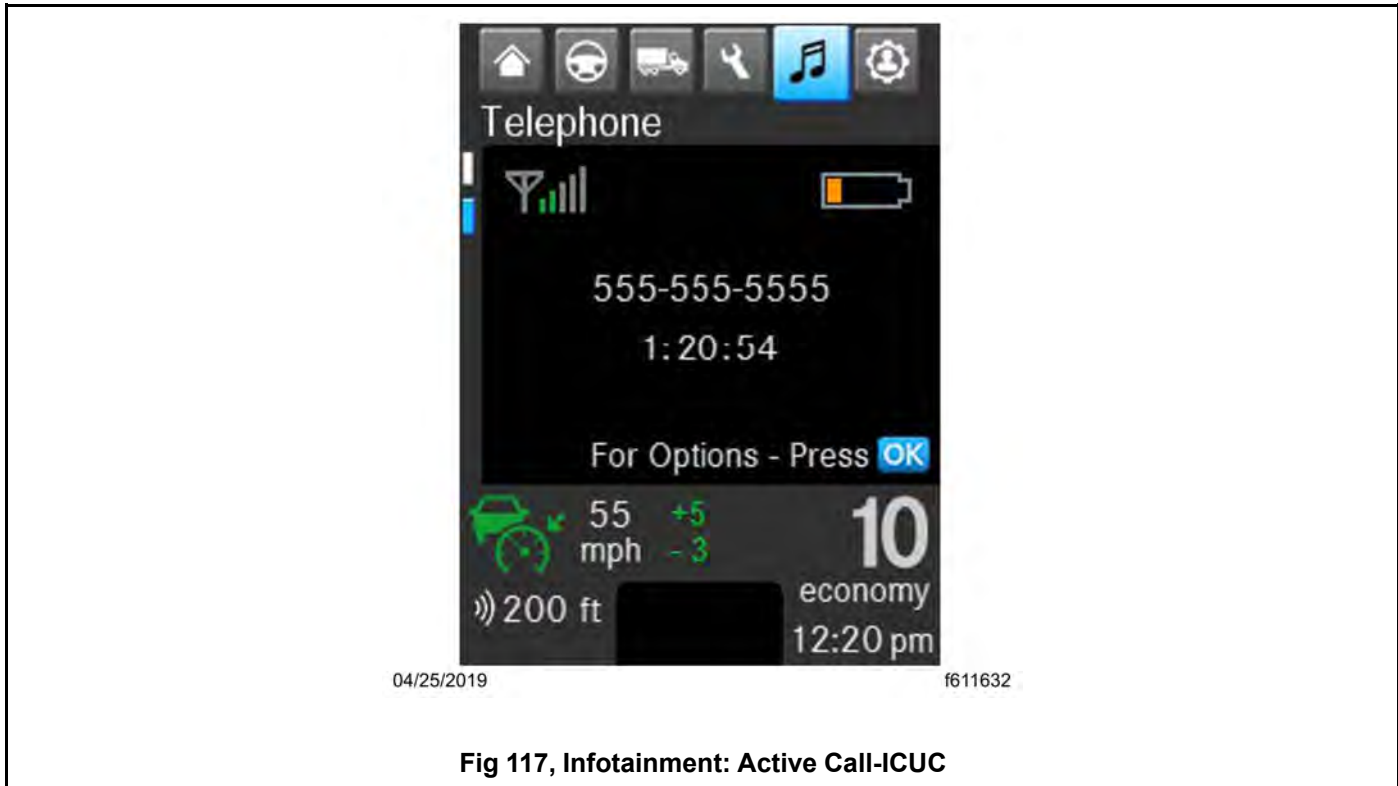 Telephone
555-555-5555
1:20:54
For Options - Press OK
55 +5
mph - 3
10
economy
200 ft
12:20 pm
04/25/2019 f611632
Fig 117, Infotainment: Active Call-ICUC